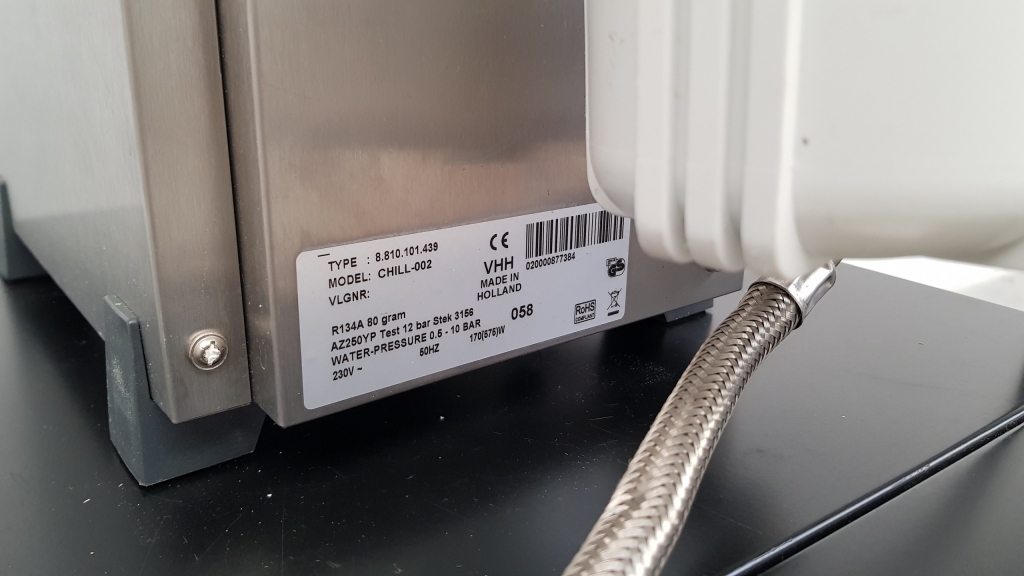 TYPE : 8.810.101.439
MODEL: CHILL-002
VLGNR:
CE
VHH
MADE IN
HOLLAND
020000877384
R134A 80 gram
AZ250YP Test 12 bar Stek 3156
WATER-PRESSURE 0.5 - 10 BAR
230V ~ 50HZ 170(575)W
058
RoHS
COMPLIANT